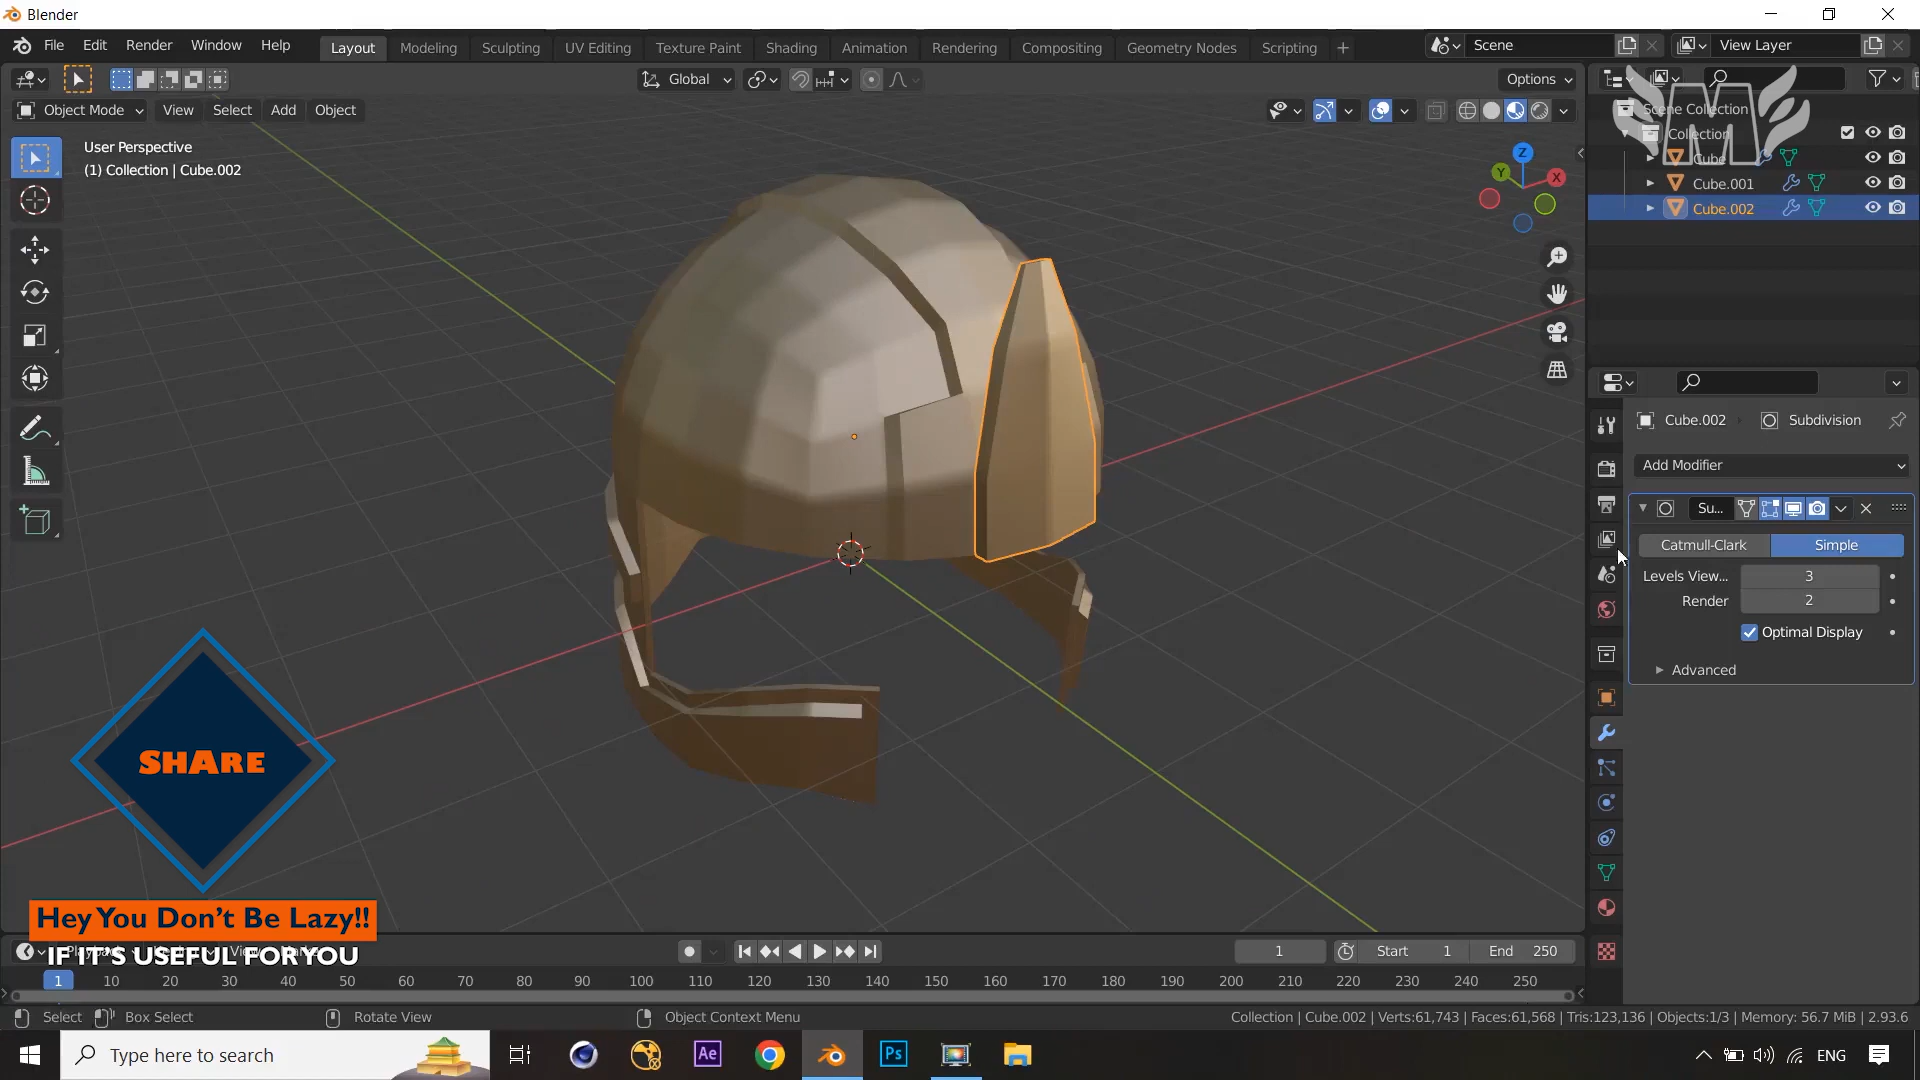 Blender
File Edit Render Window Help
Layout Modeling Sculpting UV Editing Texture Paint Shading Animation Rendering Compositing Geometry Nodes Scripting +
Scene
View Layer
Global
Options
Object Mode View Select Add Object
User Perspective
(1) Collection | Cube.002
Z
Y
X
Scene Collection
Collection
Cube
Cube.001
Cube.002
Cube.002 Subdivision
Add Modifier
Su...
Catmull-Clark Simple
Levels View... 3
Render 2
Optimal Display
Advanced
SHARE
Hey You Don't Be Lazy!!
IF IT'S USEFUL FOR YOU
1 Start 1 End 250
1 10 20 30 40 50 60 70 80 90 100 110 120 130 140 150 160 170 180 190 200 210 220 230 240 250
Select Box Select Rotate View Object Context Menu
Collection | Cube.002 | Verts:61,743 | Faces:61,568 | Tris:123,136 | Objects:1/3 | Memory: 56.7 MiB | 2.93.6
Type here to search
Ae
Ps
ENG